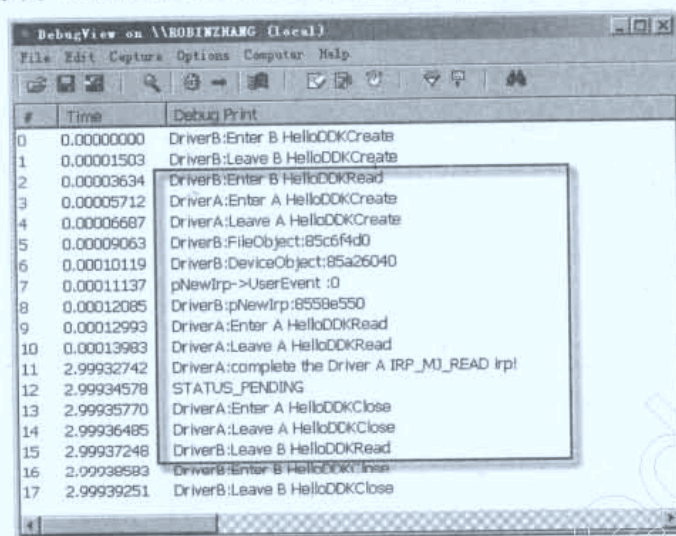 DebugView on \\ROBINZHANG (local)
File Edit Capture Options Computer Help
# Time Debug Print
0 0.00000000 DriverB:Enter B HelloDDKCreate
1 0.00001503 DriverB:Leave B HelloDDKCreate
2 0.00003634 DriverB:Enter B HelloDDKRead
3 0.00005712 DriverA:Enter A HelloDDKCreate
4 0.00006687 DriverA:Leave A HelloDDKCreate
5 0.00009063 DriverB:FileObject:85c6f4d0
6 0.00010119 DriverB:DeviceObject:85a26040
7 0.00011137 pNewIrp->UserEvent :0
8 0.00012085 DriverB:pNewIrp:8558e550
9 0.00012993 DriverA:Enter A HelloDDKRead
10 0.00013983 DriverA:Leave A HelloDDKRead
11 2.99932742 DriverA:complete the Driver A IRP_MJ_READ irp!
12 2.99934578 STATUS_PENDING
13 2.99935770 DriverA:Enter A HelloDDKClose
14 2.99936485 DriverA:Leave A HelloDDKClose
15 2.99937248 DriverB:Leave B HelloDDKRead
16 2.99938583 DriverB:Enter B HelloDDKClose
17 2.99939251 DriverB:Leave B HelloDDKClose